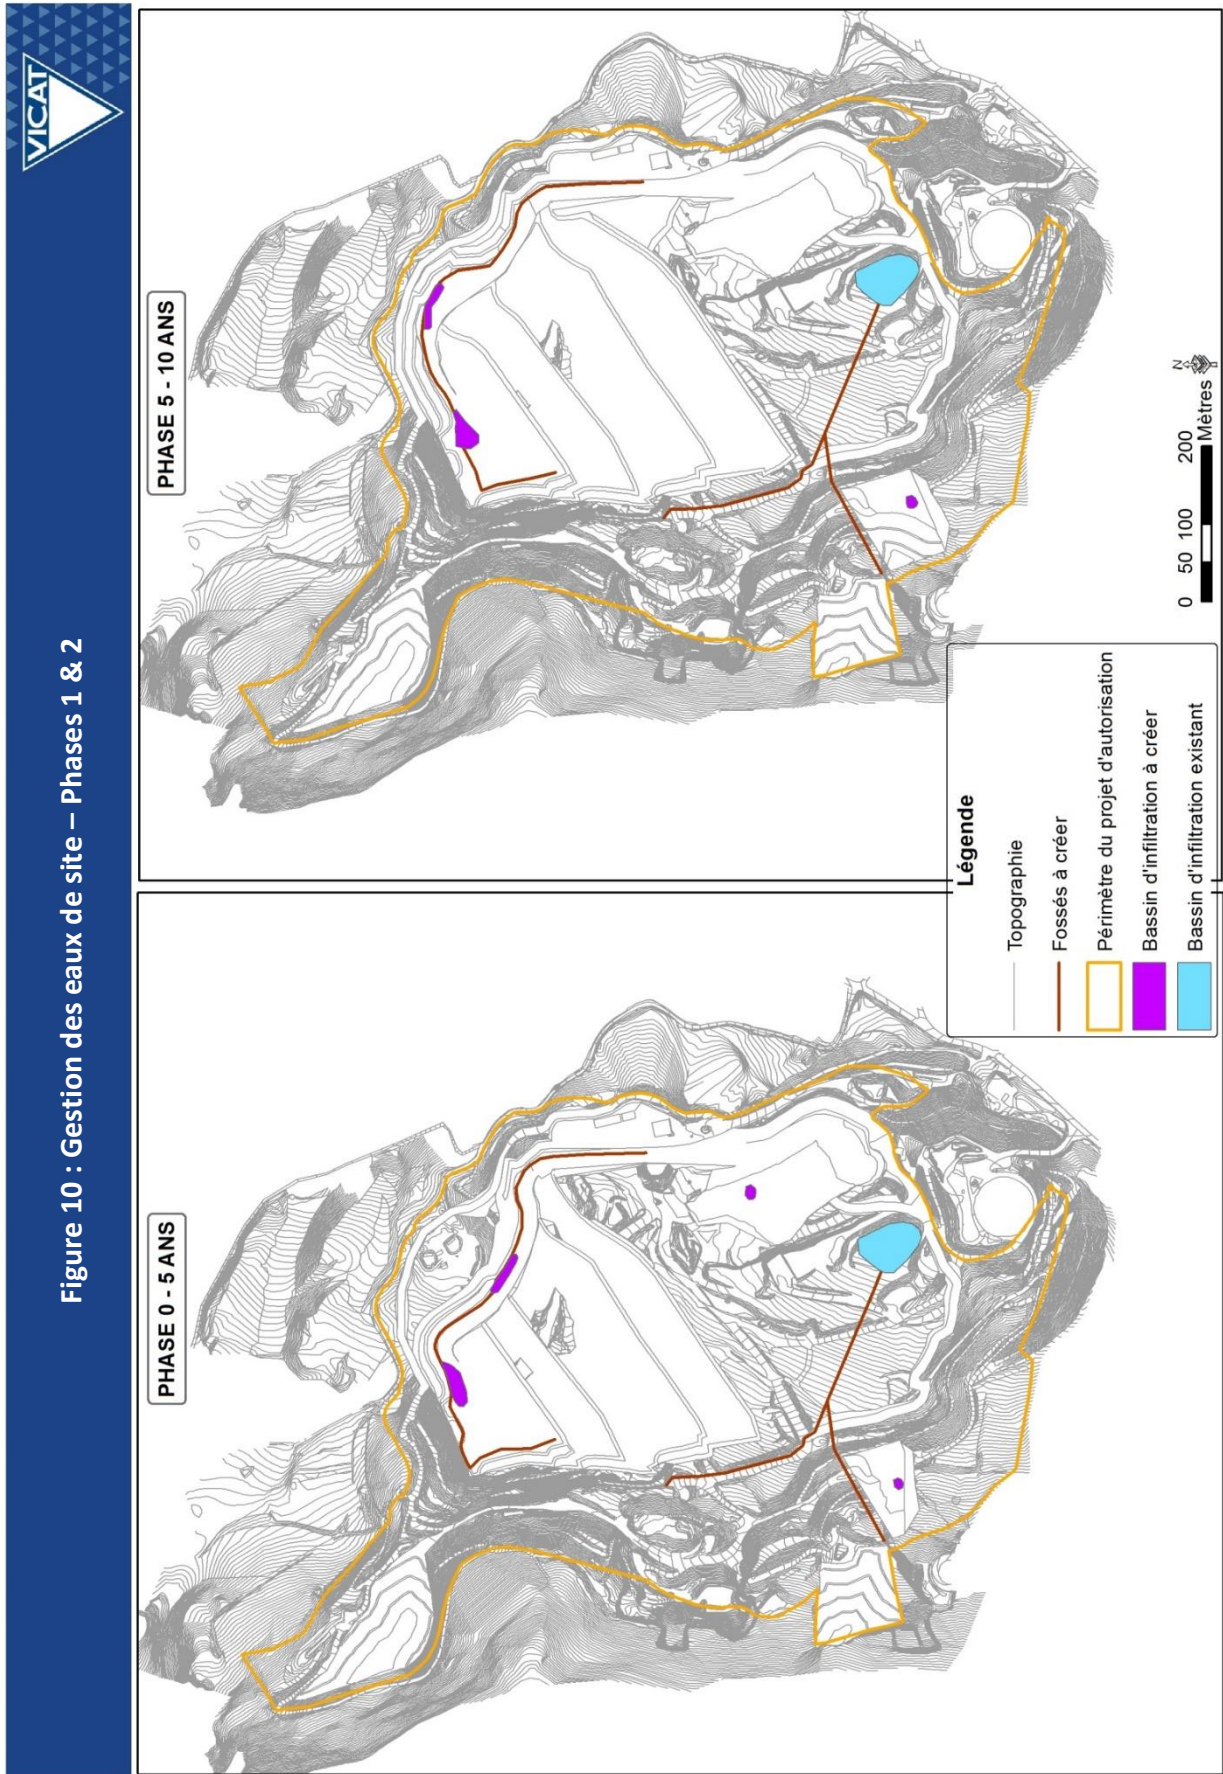 VICAT
Figure 10 : Gestion des eaux de site – Phases 1 & 2
PHASE 0 - 5 ANS
PHASE 5 - 10 ANS
Légende
Topographie
Fossés à créer
Périmètre du projet d'autorisation
Bassin d'infiltration à créer
Bassin d'infiltration existant
N
0 50 100 200
Mètres